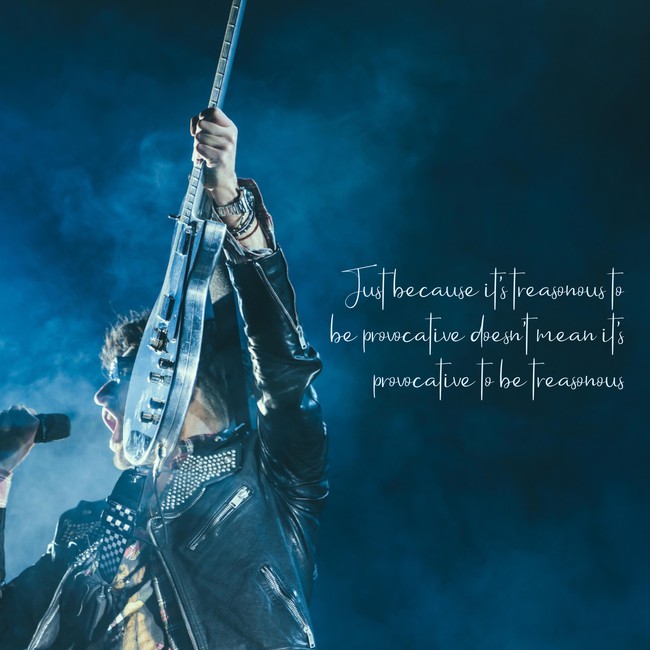 Just because it's treasonous to
be provocative doesn't mean it's
provocative to be treasonous